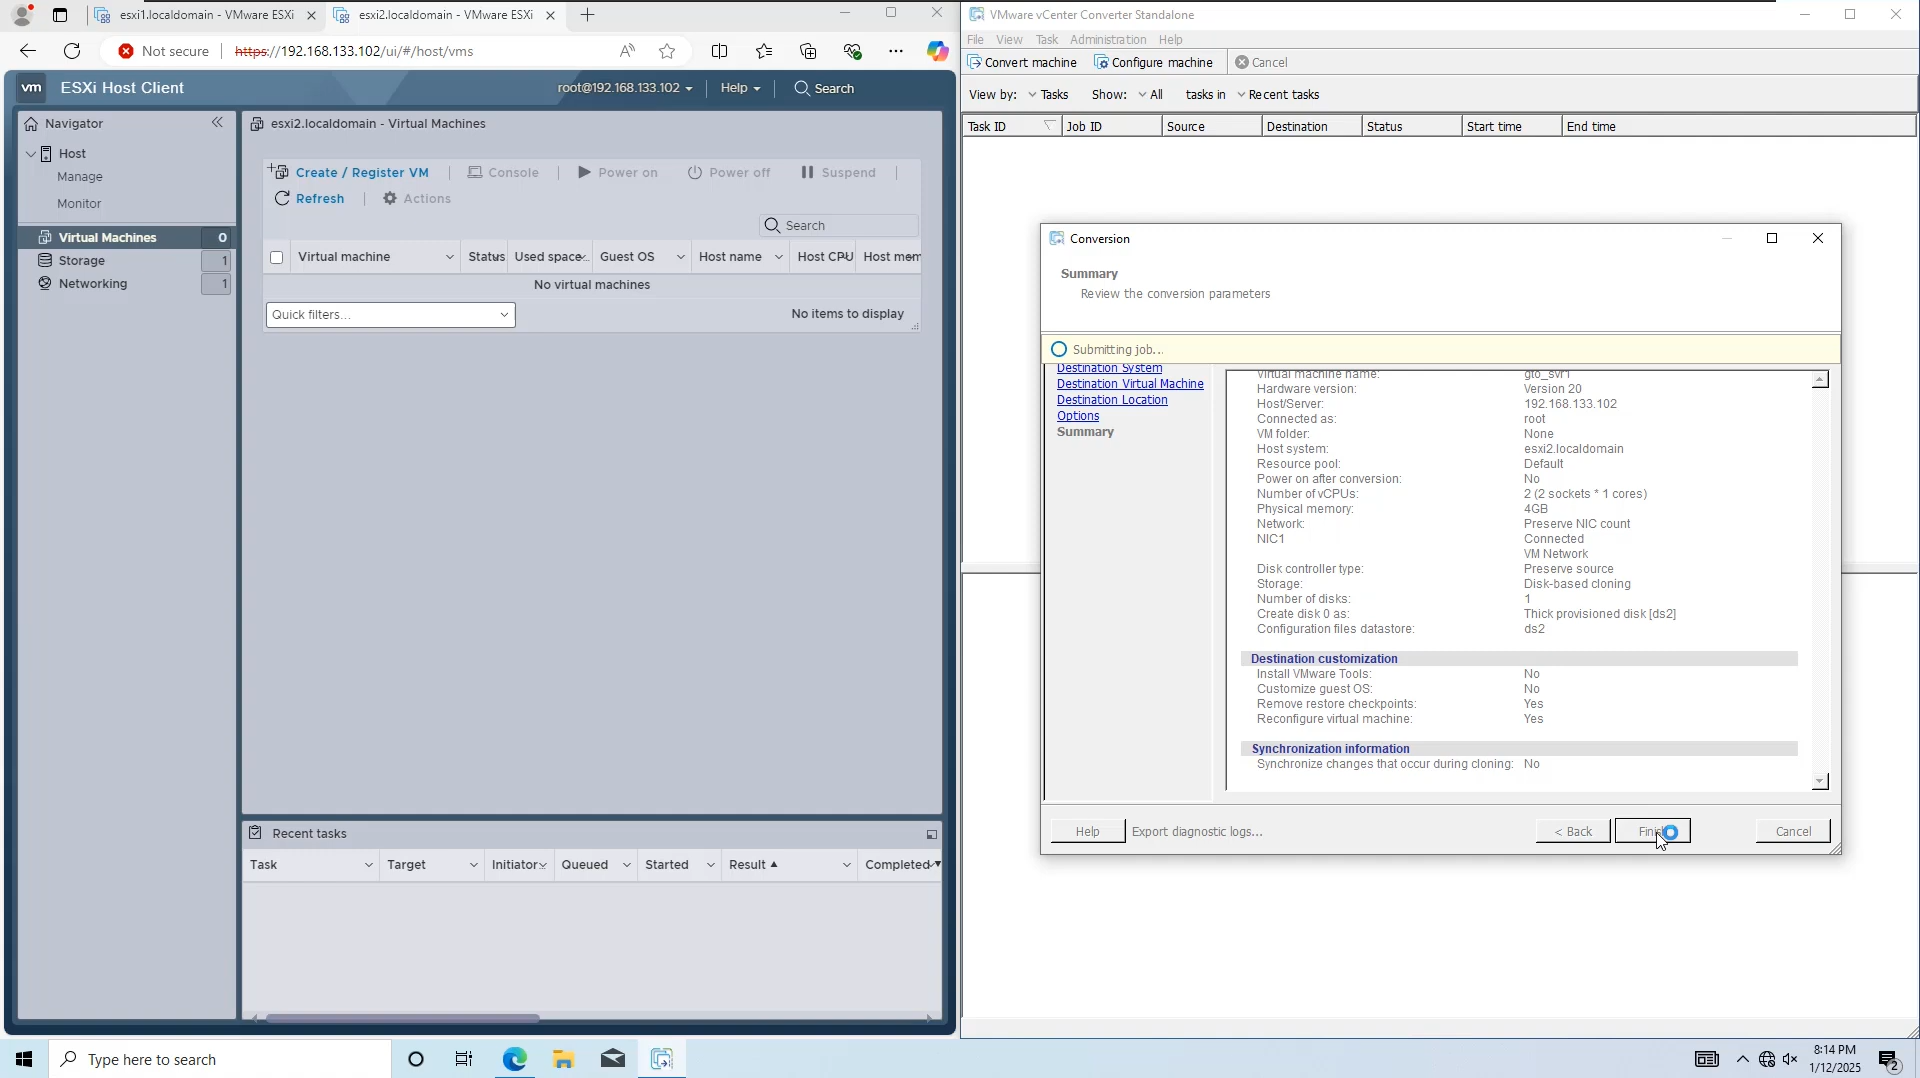 esxi1.localdomain - VMware ESXi
esxi2.localdomain - VMware ESXi
Not secure
https://192.168.133.102/ui/#/host/vms
vm
ESXi Host Client
root@192.168.133.102
Help
Search
Navigator
Host
Manage
Monitor
Virtual Machines 0
Storage 1
Networking 1
esxi2.localdomain - Virtual Machines
Create / Register VM
Console
Power on
Power off
Suspend
Refresh
Actions
Search
Virtual machine
Status
Used space
Guest OS
Host name
Host CPU
Host mem
No virtual machines
Quick filters...
No items to display
Recent tasks
Task
Target
Initiator
Queued
Started
Result
Completed
VMware vCenter Converter Standalone
File View Task Administration Help
Convert machine
Configure machine
Cancel
View by: Tasks Show: All tasks in Recent tasks
Task ID
Job ID
Source
Destination
Status
Start time
End time
Conversion
Summary
Review the conversion parameters
Submitting job...
Destination System
Destination Virtual Machine
Destination Location
Options
Summary
Virtual machine name: gto_svr1
Hardware version: Version 20
Host/Server: 192.168.133.102
Connected as: root
VM folder: None
Host system: esxi2.localdomain
Resource pool: Default
Power on after conversion: No
Number of vCPUs: 2 (2 sockets * 1 cores)
Physical memory: 4GB
Network: Preserve NIC count
NIC1 Connected
VM Network
Disk controller type: Preserve source
Storage: Disk-based cloning
Number of disks: 1
Create disk 0 as: Thick provisioned disk [ds2]
Configuration files datastore: ds2
Destination customization
Install VMware Tools: No
Customize guest OS: No
Remove restore checkpoints: Yes
Reconfigure virtual machine: Yes
Synchronization information
Synchronize changes that occur during cloning: No
Help
Export diagnostic logs...
< Back
Cancel
Type here to search
8:14 PM
1/12/2025
2